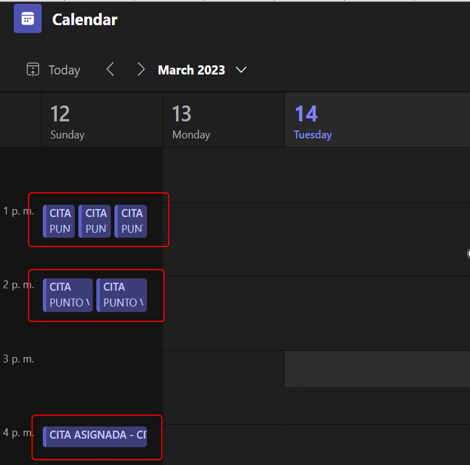 Calendar
Today
March 2023
12
Sunday
13
Monday
14
Tuesday
1 p. m.
CITA CITA CITA
PUN PUN PUN
2 p. m.
CITA CITA
PUNTO PUNTO
3 p. m.
4 p. m.
CITA ASIGNADA - CI